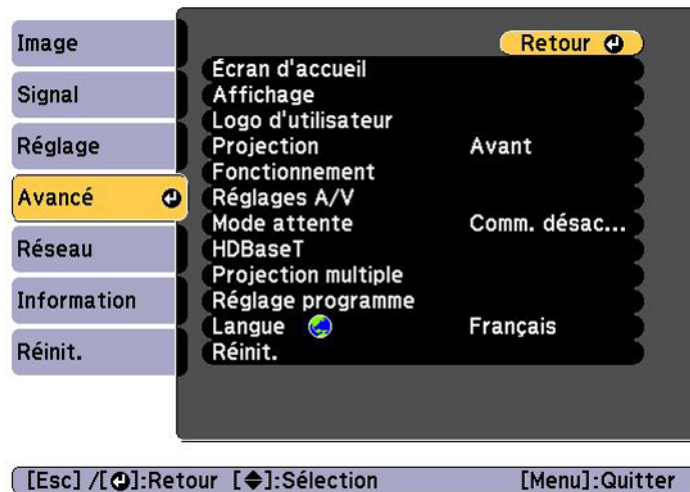 Image
Signal
Réglage
Avancé
Réseau
Information
Réinit.
Retour
Écran d'accueil
Affichage
Logo d'utilisateur
Projection Avant
Fonctionnement
Réglages A/V
Mode attente Comm. désac...
HDBaseT
Projection multiple
Réglage programme
Langue Français
Réinit.
[Esc] /[⏎]:Retour [◆]:Sélection [Menu]:Quitter